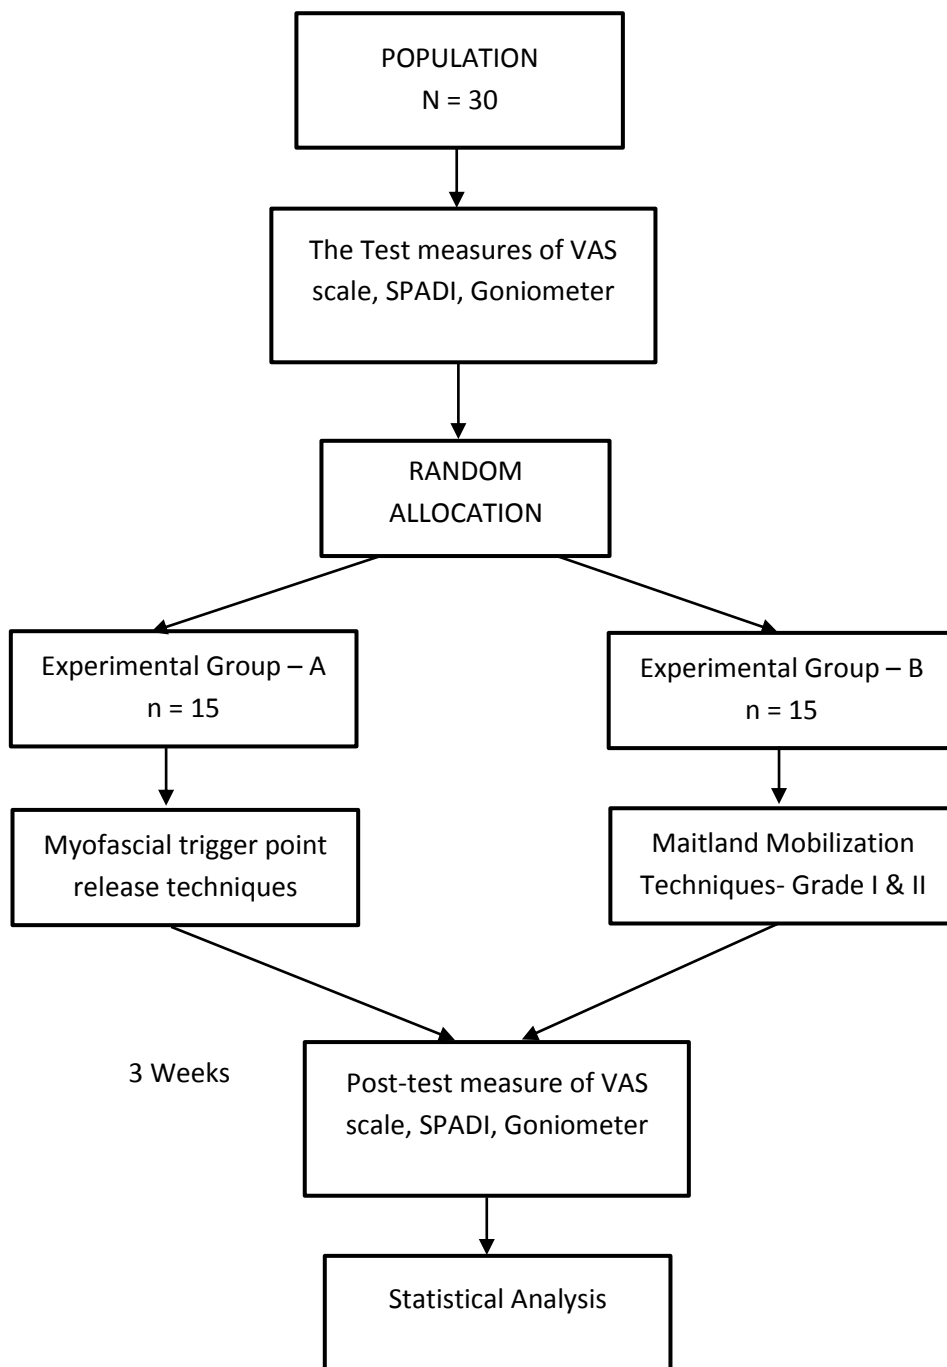 POPULATION
N = 30
The Test measures of VAS
scale, SPADI, Goniometer
RANDOM
ALLOCATION
Experimental Group – A
n = 15
Experimental Group – B
n = 15
Myofascial trigger point
release techniques
Maitland Mobilization
Techniques- Grade I & II
3 Weeks
Post-test measure of VAS
scale, SPADI, Goniometer
Statistical Analysis